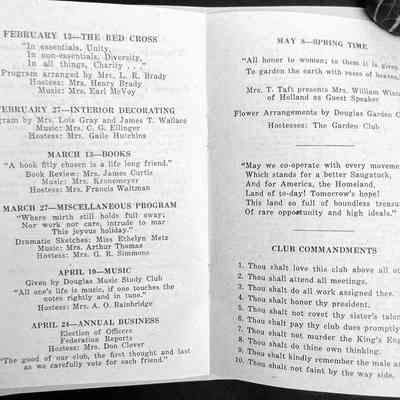 FEBRUARY 13—THE RED CROSS
"In essentials, Unity,
In non-essentials, Diversity,
In all things, Charity . . ."
Program arranged by Mrs. L. R. Brady
Hostess: Mrs. Henry Brady
Music: Mrs. Earl McVoy
FEBRUARY 27—INTERIOR DECORATING
gram by Mrs. Lois Gray and James T. Wallace
Music: Mrs. C. G. Ellinger
Hostess: Mrs. Gaile Hutchins
MARCH 13—BOOKS
"A book fitly chosen is a life long friend."
Book Review: Mrs. James Curtis
Music: Mrs. Kronemeyer
Hostess: Mrs. Francis Waltman
MARCH 27—MISCELLANEOUS PROGRAM
"Where mirth still holds full sway;
Nor work nor care, intrude to mar
This joyous holiday."
Dramatic Sketches: Miss Ethelyn Metz
Music: Mrs. Arthur Thomas
Hostess: Mrs. G. R. Simmons
APRIL 10—MUSIC
Given by Douglas Music Study Club
"All one's life is music, if one touches the
notes rightly and in tune."
Hostess: Mrs. A. O. Bainbridge
APRIL 24—ANNUAL BUSINESS
Election of Officers
Federation Reports
Hostess: Mrs. Don Clever
"The good of our club, the first thought and last
as we carefully vote for each friend."
MAY 8—SPRING TIME
"All honor to women; to them it is given
To garden the earth with roses of heaven
Mrs. T. Taft presents Mrs. William
of Holland as Guest Speaker
Flower Arrangements by Douglas Garden
Hostesses: The Garden Club
"May we co-operate with every
Which stands for a better Saugatuck,
And for America, the Homeland,
Land of to-day! Tomorrow's hope!
This land so full of boundless
Of rare opportunity and high ideals."
CLUB COMMANDMENTS
1. Thou shalt love this club above all
2. Thou shalt attend all meetings.
3. Thou shalt do all work assigned thee.
4. Thou shalt honor thy president.
5. Thou shalt not covet thy sister's
6. Thou shalt pay thy club dues promptly
7. Thou shalt not murder the King's
8. Thou shalt do thine own thinking.
9. Thou shalt kindly remember the male
10. Thou shalt not faint by the way side.